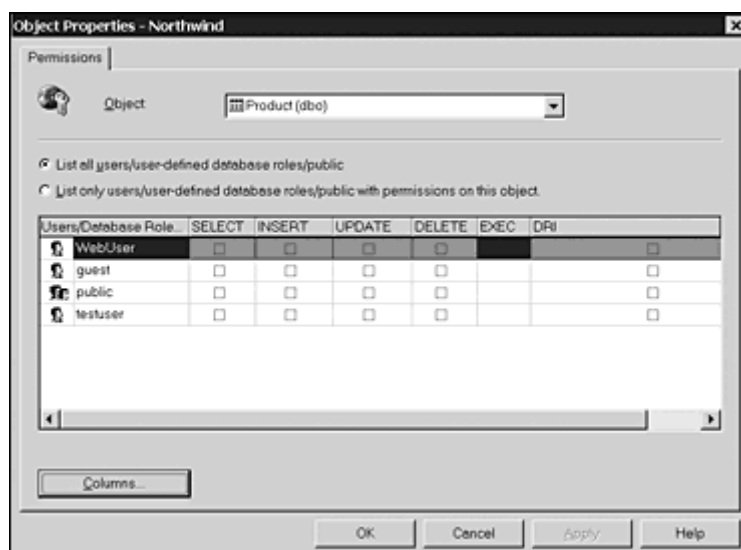 Object Properties - Northwind
Permissions
Object
Product (dbo)
List all users/user-defined database roles/public
List only users/user-defined database roles/public with permissions on this object.
Users/Database Role... SELECT INSERT UPDATE DELETE EXEC DRI
WebUser
guest
public
testuser
Columns...
OK Cancel Apply Help